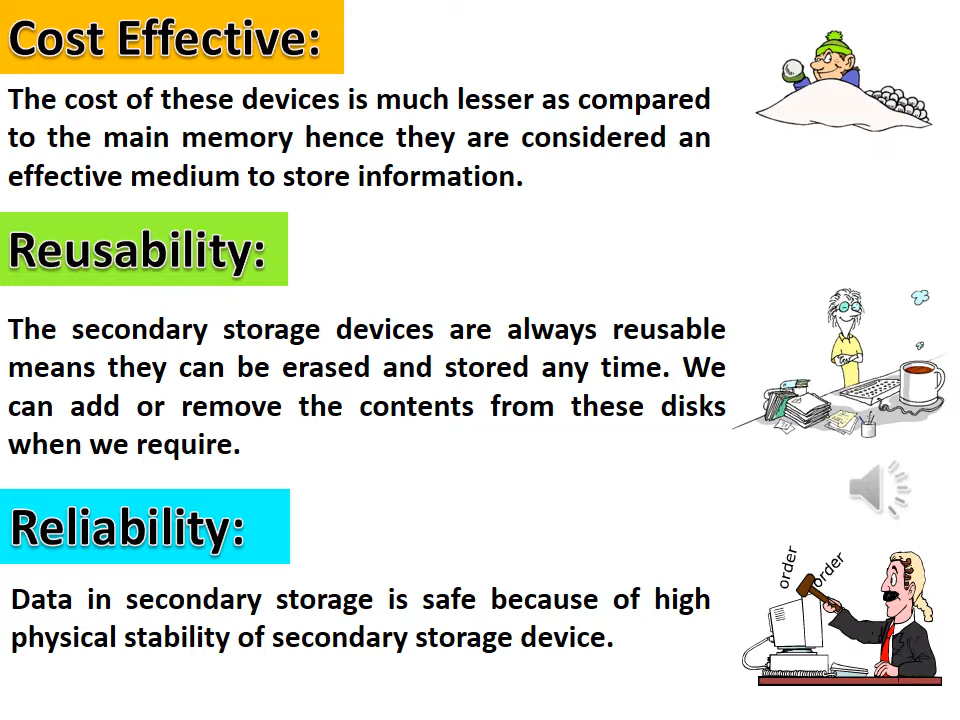 Cost Effective:
The cost of these devices is much lesser as compared
to the main memory hence they are considered an
effective medium to store information.
Reusability:
The secondary storage devices are always reusable
means they can be erased and stored any time. We
can add or remove the contents from these disks
when we require.
Reliability:
order
order
Data in secondary storage is safe because of high
physical stability of secondary storage device.